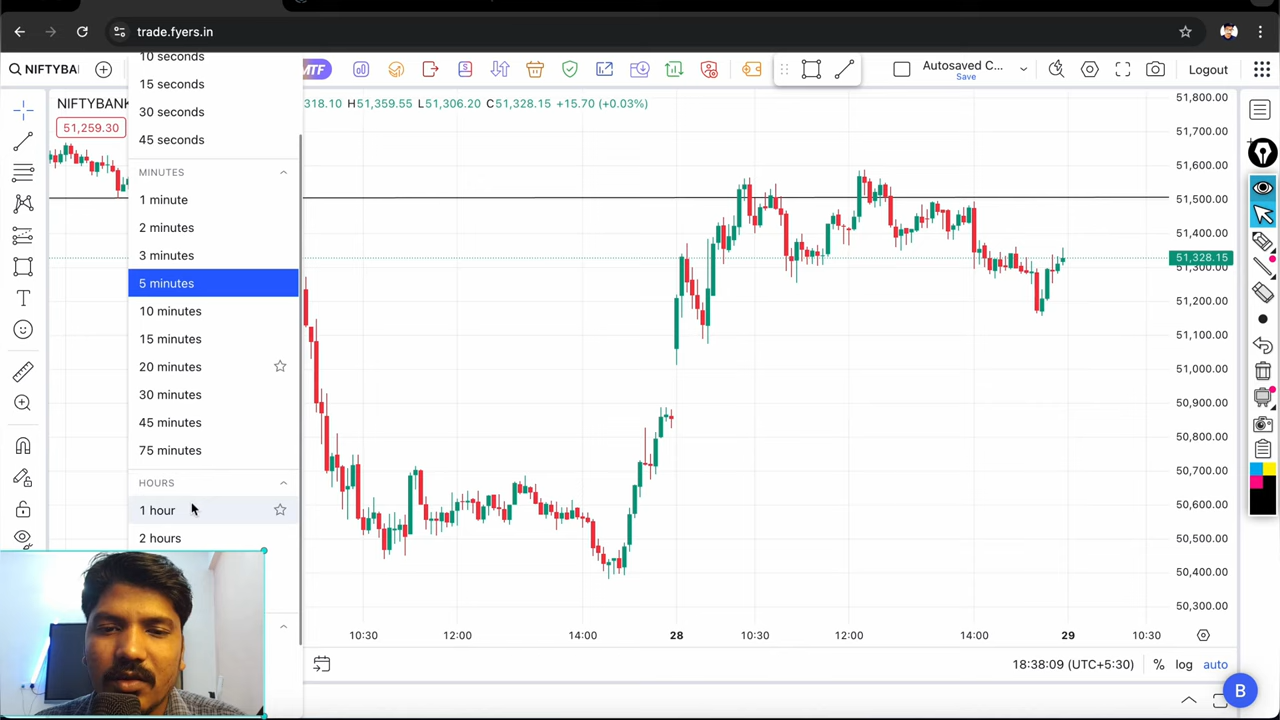 trade.fyers.in
NIFTYBA
10 seconds
15 seconds
30 seconds
45 seconds
MINUTES
1 minute
2 minutes
3 minutes
5 minutes
10 minutes
15 minutes
20 minutes
30 minutes
45 minutes
75 minutes
HOURS
1 hour
2 hours
MTF
Autosaved C...
Save
Logout
NIFTYBANK
318.10 H51,359.55 L51,306.20 C51,328.15 +15.70 (+0.03%)
51,259.30
51,800.00
51,700.00
51,600.00
51,500.00
51,400.00
51,328.15
51,300.00
51,200.00
51,100.00
51,000.00
50,900.00
50,800.00
50,700.00
50,600.00
50,500.00
50,400.00
50,300.00
10:30
12:00
14:00
28
10:30
12:00
14:00
29
10:30
18:38:09 (UTC+5:30)
%
log
auto
B